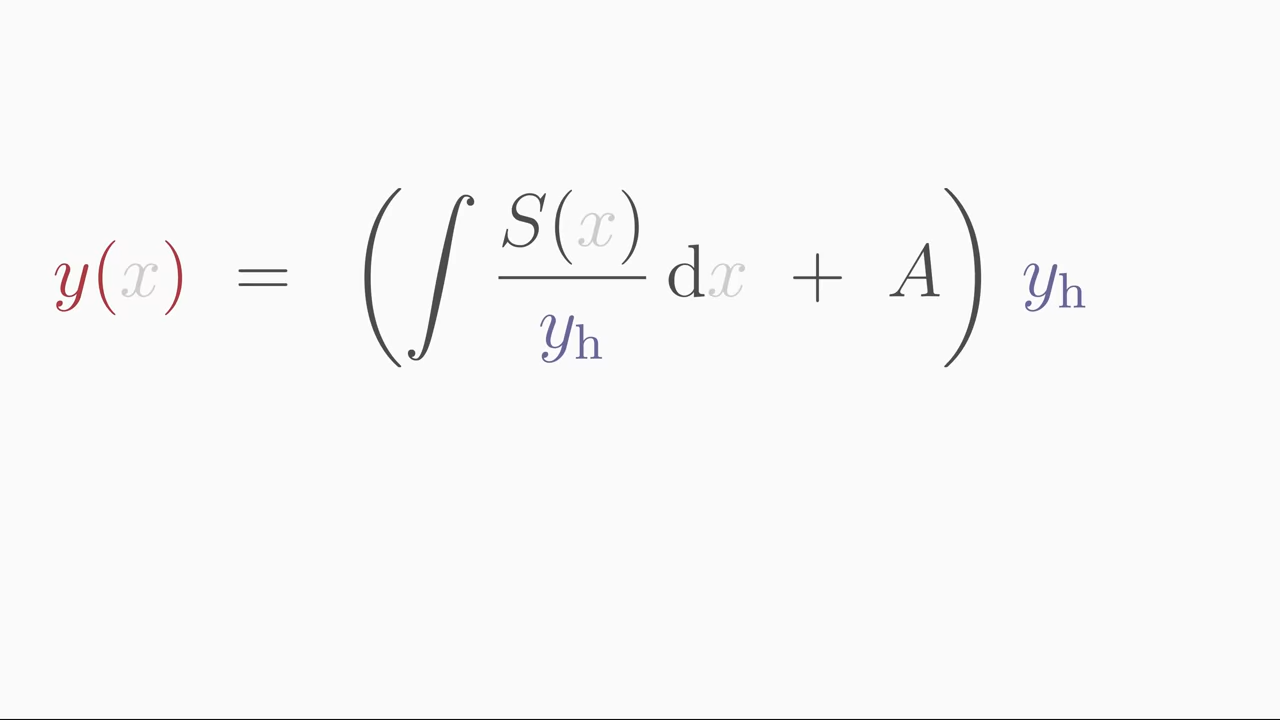 y(x) = (∫ S(x)/y_h dx + A) y_h